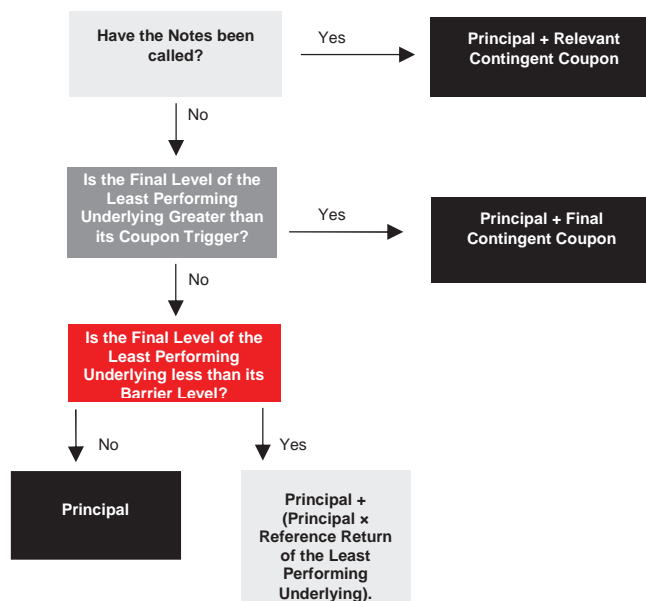 Have the Notes been
called?
Yes
Principal + Relevant
Contingent Coupon
No
Is the Final Level of the
Least Performing
Underlying Greater than
its Coupon Trigger?
Yes
Principal + Final
Contingent Coupon
No
Is the Final Level of the
Least Performing
Underlying less than its
Barrier Level?
No
Yes
Principal
Principal +
(Principal ×
Reference Return
of the Least
Performing
Underlying).